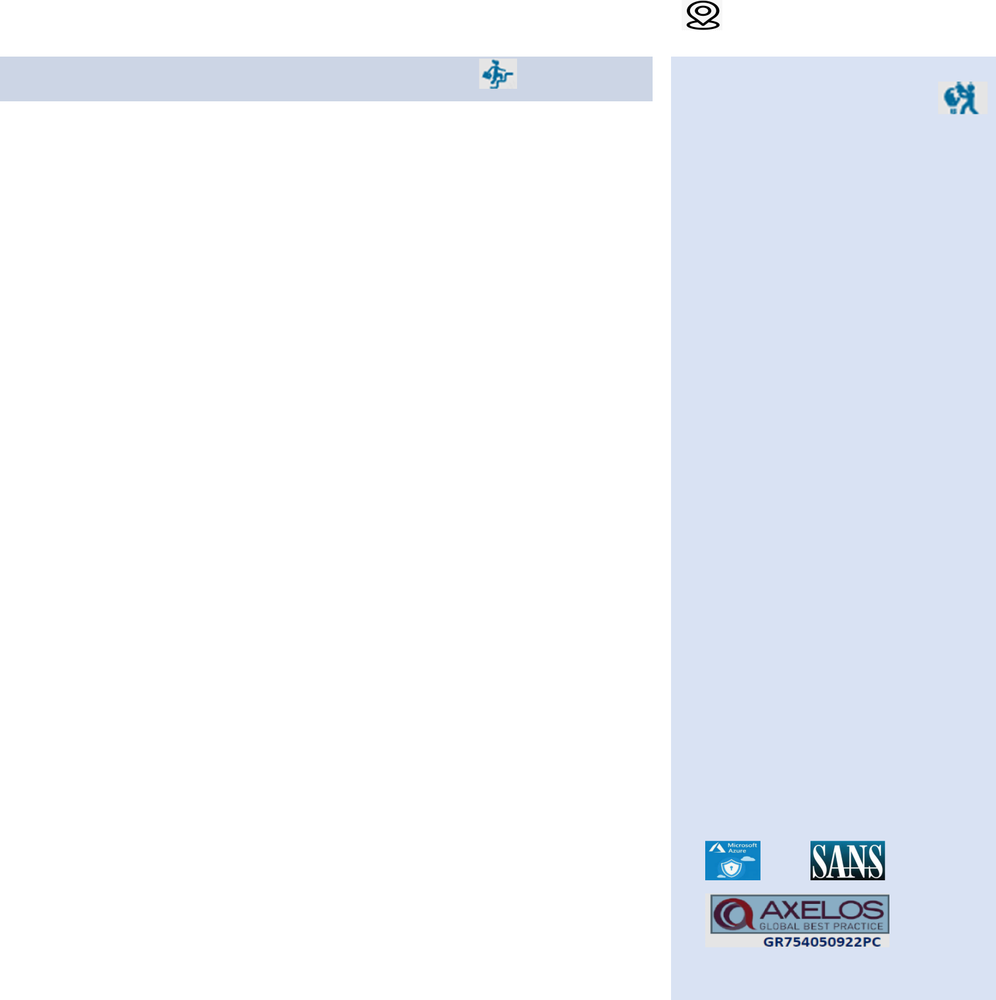 Microsoft
Azure
SANS
AXELOS
GLOBAL BEST PRACTICE
GR754050922PC